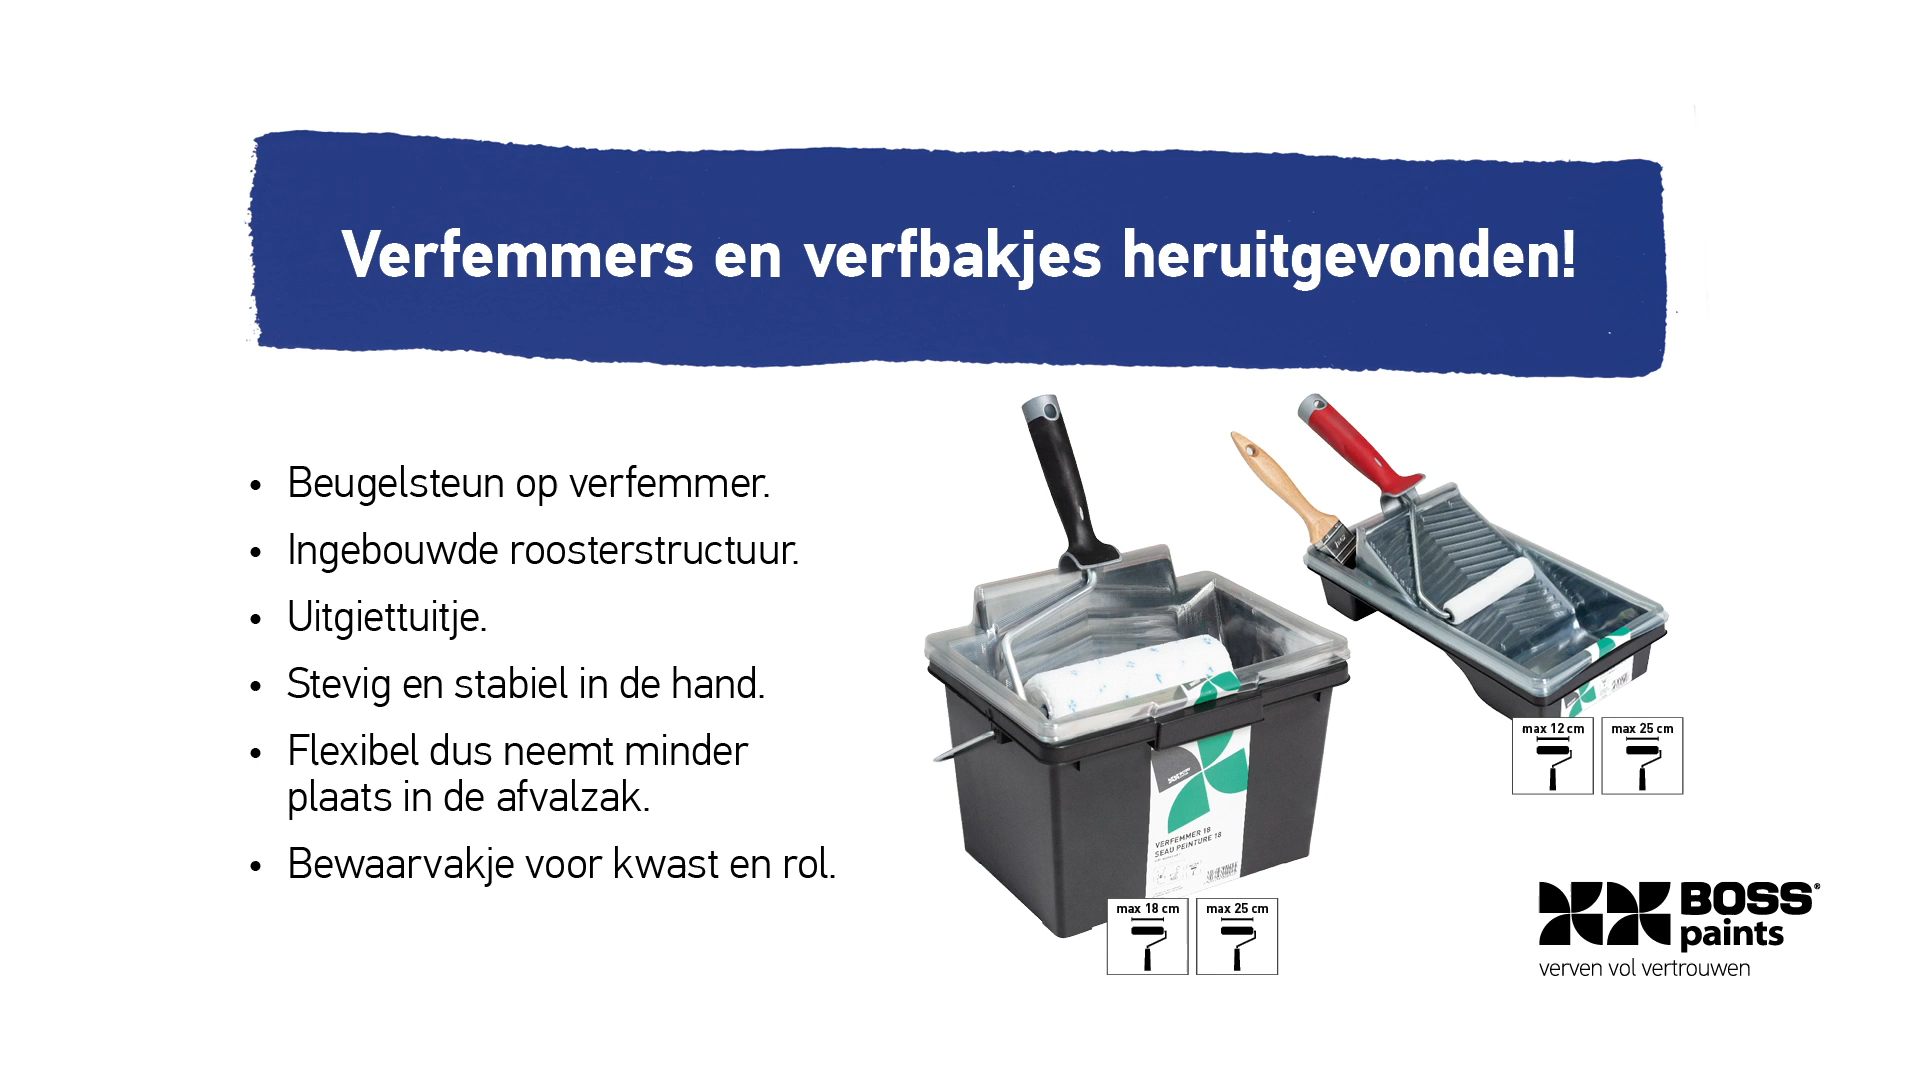 Verfemmers en verfbakjes heruitgevonden!
• Beugelsteun op verfemmer.
• Ingebouwde roosterstructuur.
• Uitgiettuitje.
• Stevig en stabiel in de hand.
• Flexibel dus neemt minder
plaats in de afvalzak.
• Bewaarvakje voor kwast en rol.
max 12 cm
max 25 cm
VERFEMMER 18
SEAU PEINTURE 18
max 18 cm
max 25 cm
BOSS®
paints
verven vol vertrouwen